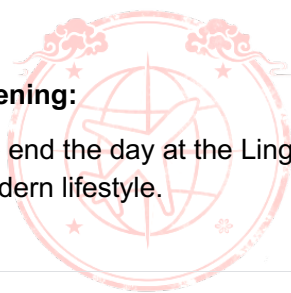 ening:
end the day at the Ling
dern lifestyle.